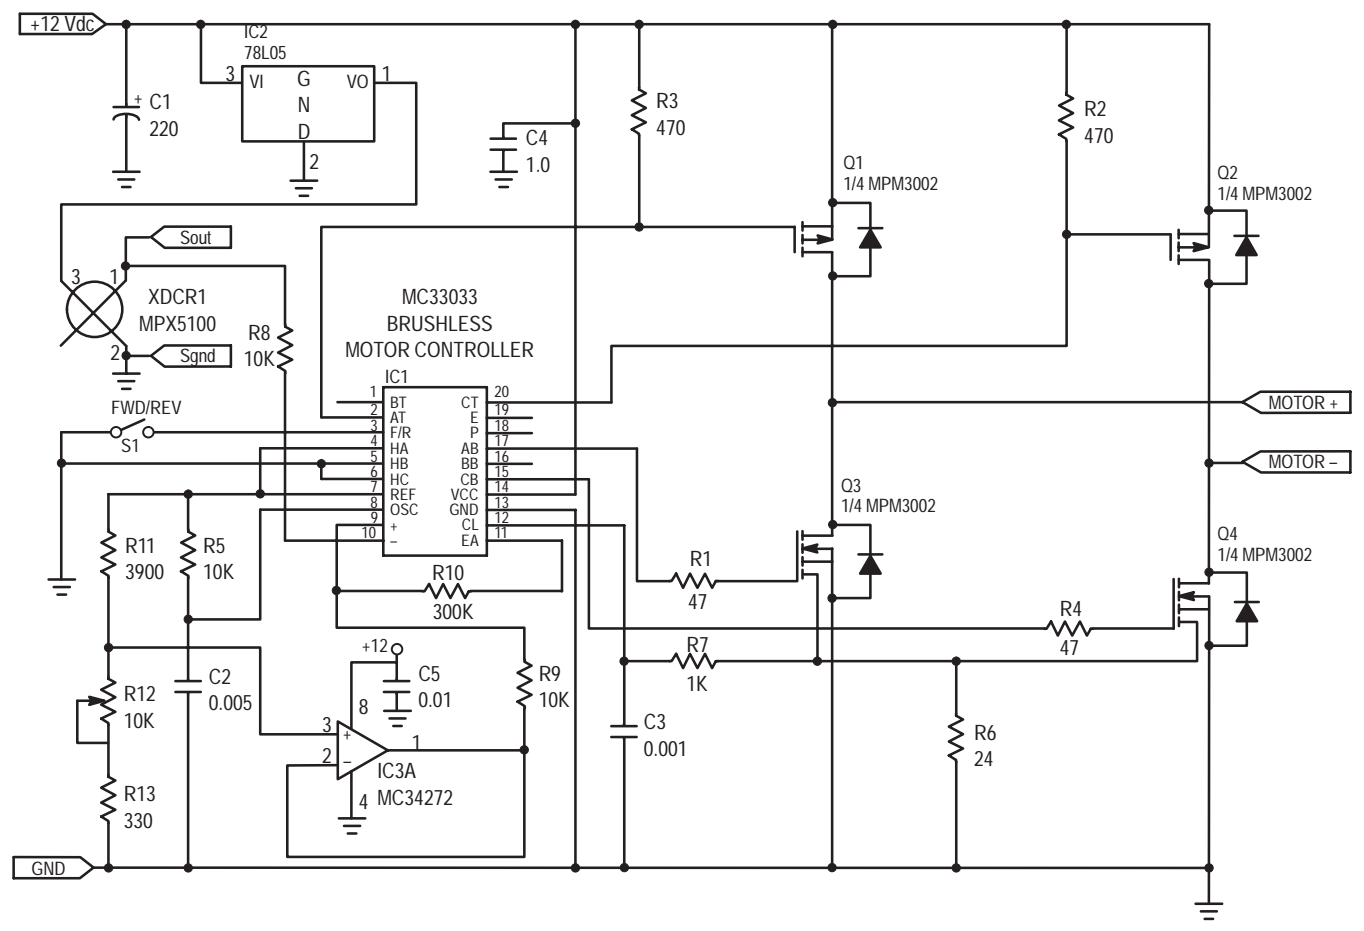 +12 Vdc
IC2
78L05
3
VI
G
N
D
VO
1
2
+
C1
220
C4
1.0
R3
470
R2
470
Q1
1/4 MPM3002
Q2
1/4 MPM3002
Sout
3
1
XDCR1
MPX5100
2
Sgnd
R8
10K
MC33033
BRUSHLESS
MOTOR CONTROLLER
IC1
FWD/REV
S1
1 BT CT 20
2 AT E 19
3 F/R P 18
4 HA AB 17
5 HB BB 16
6 HC CB 15
7 REF VCC 14
8 OSC GND 13
9 + CL 12
10 – EA 11
MOTOR +
MOTOR –
Q3
1/4 MPM3002
Q4
1/4 MPM3002
R11
3900
R5
10K
R10
300K
R1
47
R4
47
R7
1K
R12
10K
C2
0.005
+12
C5
0.01
R9
10K
8
3
+
2
–
1
IC3A
MC34272
4
C3
0.001
R6
24
R13
330
GND